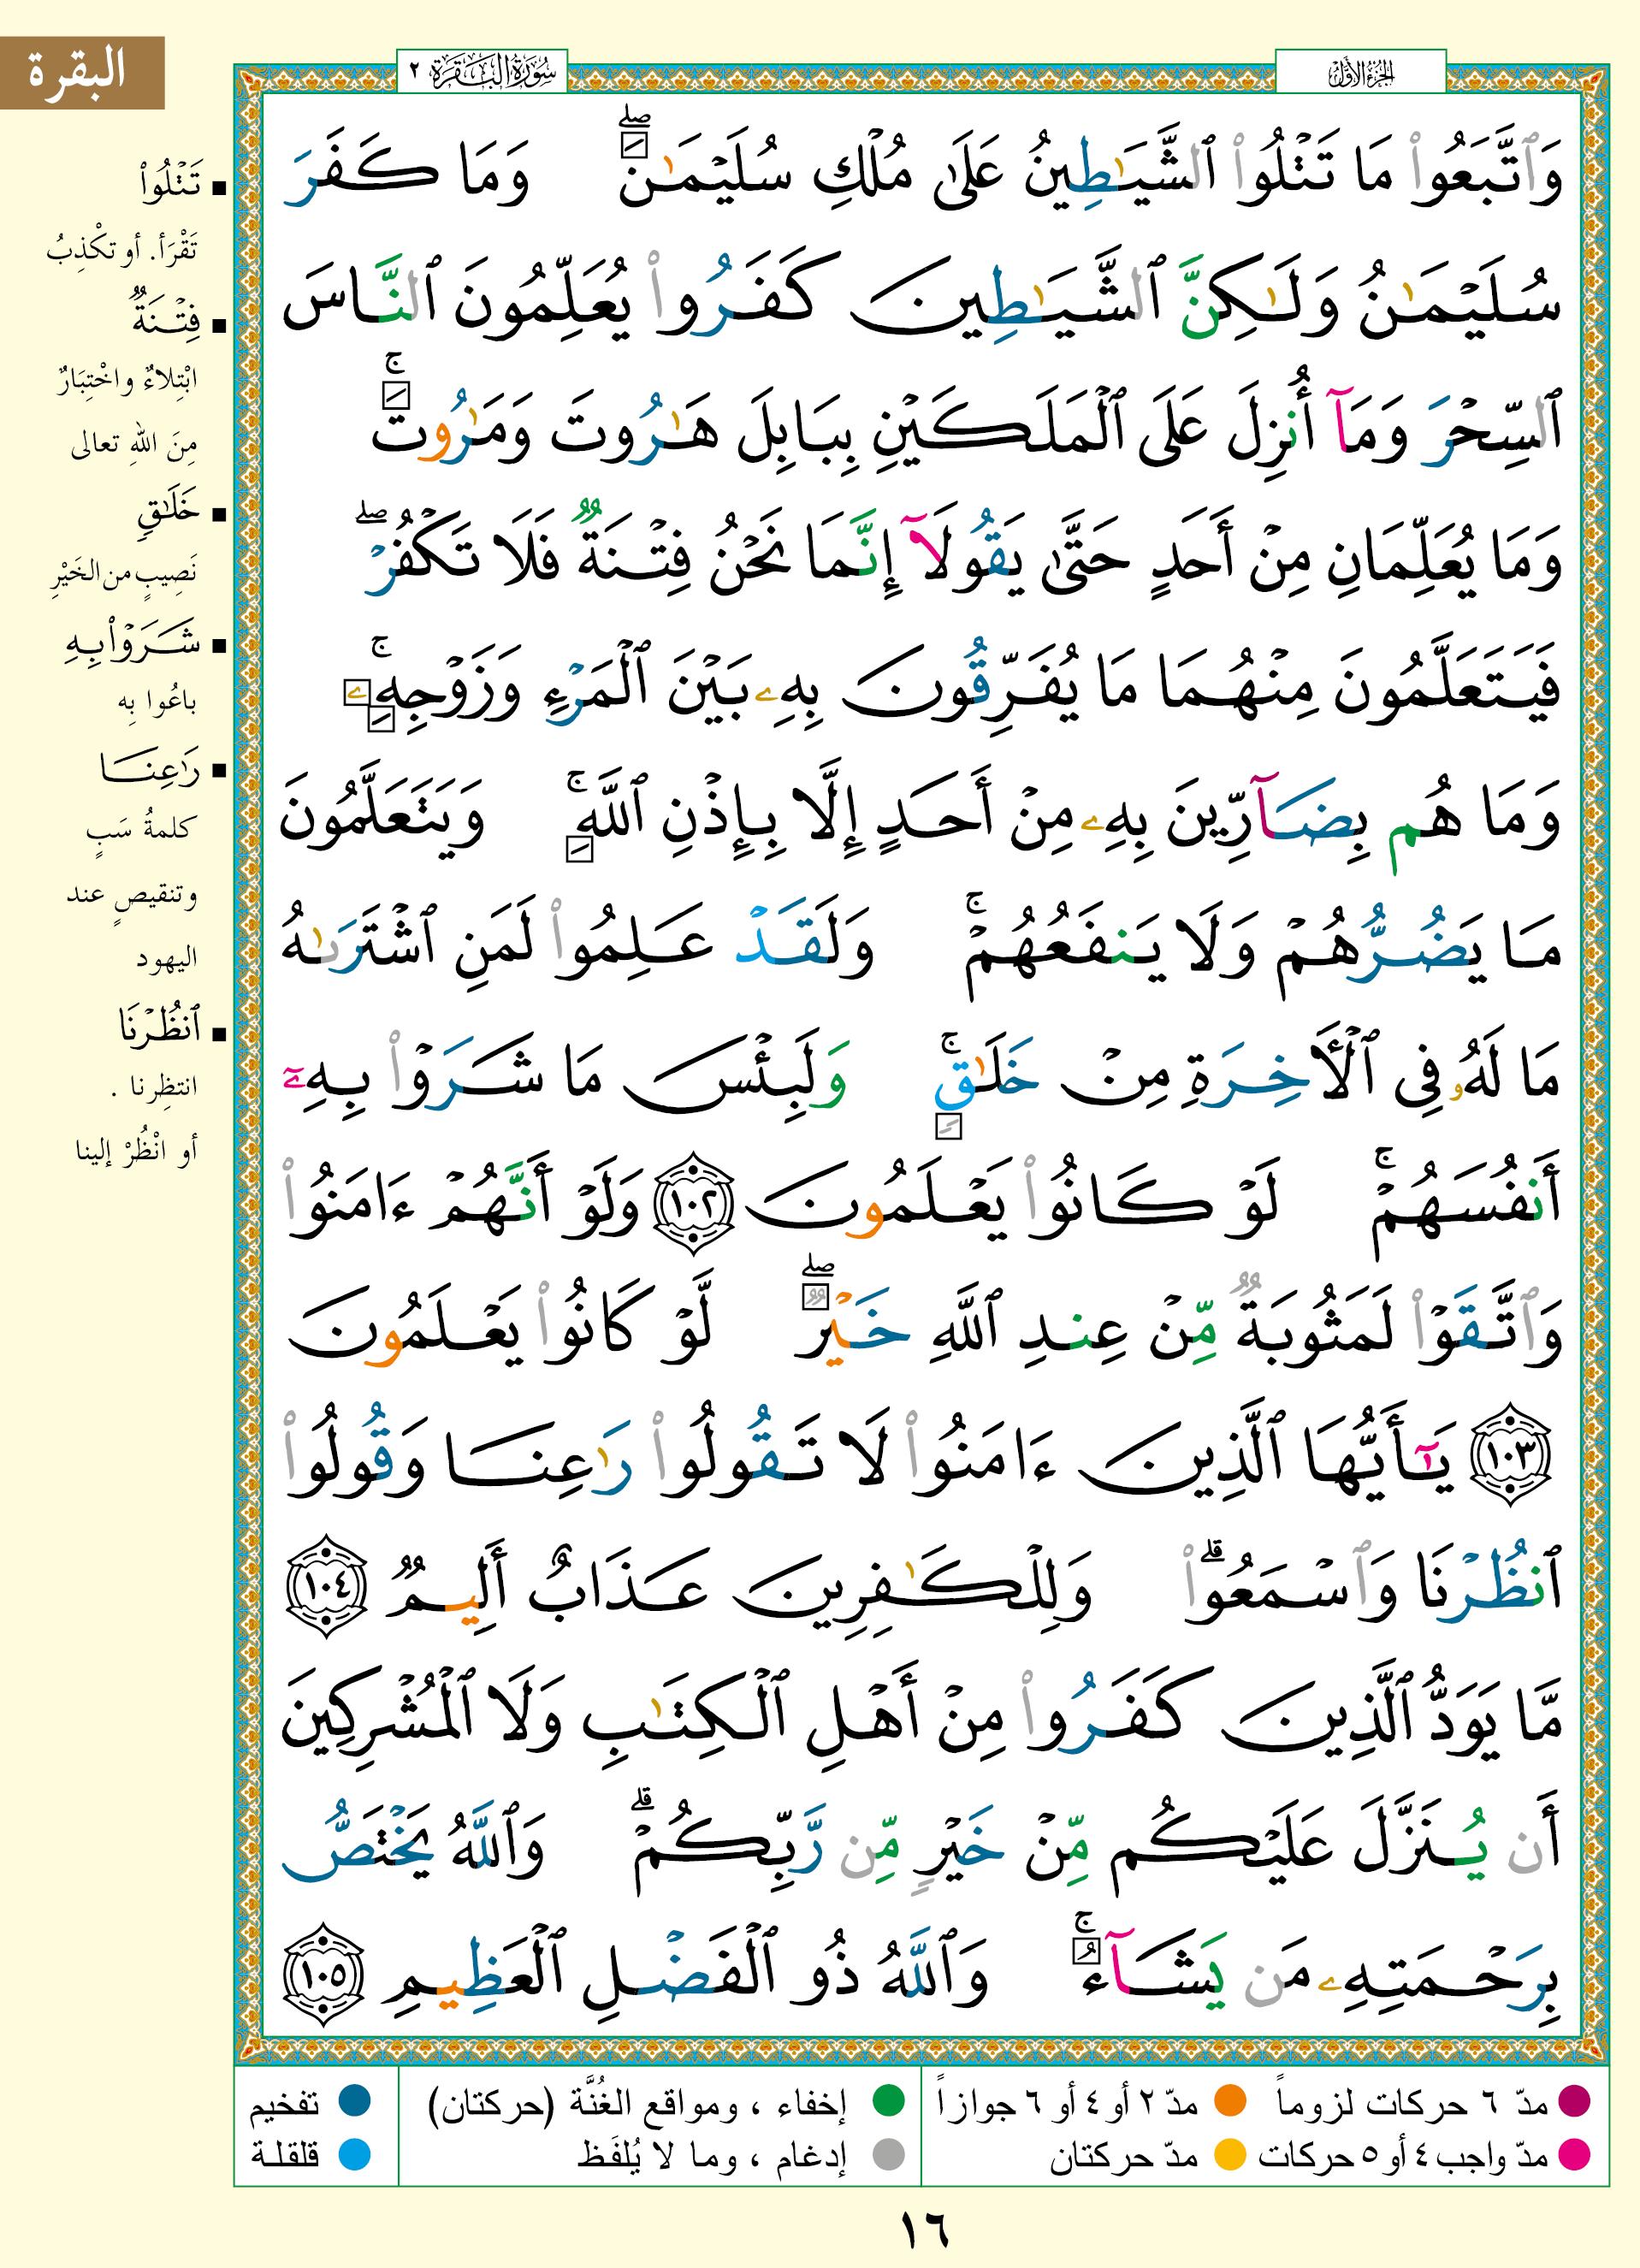 البقرة
سُورَةُ البَقَرَة ٢
الجُزءُ الأوّل
وَٱتَّبَعُوا۟ مَا تَتْلُوا۟ ٱلشَّيَـٰطِينُ عَلَىٰ مُلْكِ سُلَيْمَـٰنَ ۖ وَمَا كَفَرَ
سُلَيْمَـٰنُ وَلَـٰكِنَّ ٱلشَّيَـٰطِينَ كَفَرُوا۟ يُعَلِّمُونَ ٱلنَّاسَ
ٱلسِّحْرَ وَمَآ أُنزِلَ عَلَى ٱلْمَلَكَيْنِ بِبَابِلَ هَـٰرُوتَ وَمَـٰرُوتَ ۚ
وَمَا يُعَلِّمَانِ مِنْ أَحَدٍ حَتَّىٰ يَقُولَآ إِنَّمَا نَحْنُ فِتْنَةٌ فَلَا تَكْفُرْ ۖ
فَيَتَعَلَّمُونَ مِنْهُمَا مَا يُفَرِّقُونَ بِهِۦ بَيْنَ ٱلْمَرْءِ وَزَوْجِهِۦ ۚ
وَمَا هُم بِضَآرِّينَ بِهِۦ مِنْ أَحَدٍ إِلَّا بِإِذْنِ ٱللَّهِ ۚ وَيَتَعَلَّمُونَ
مَا يَضُرُّهُمْ وَلَا يَنفَعُهُمْ ۚ وَلَقَدْ عَلِمُوا۟ لَمَنِ ٱشْتَرَىٰهُ
مَا لَهُۥ فِى ٱلْـَٔاخِرَةِ مِنْ خَلَـٰقٍ ۚ وَلَبِئْسَ مَا شَرَوْا۟ بِهِۦٓ
أَنفُسَهُمْ ۚ لَوْ كَانُوا۟ يَعْلَمُونَ ١٠٢ وَلَوْ أَنَّهُمْ ءَامَنُوا۟
وَٱتَّقَوْا۟ لَمَثُوبَةٌ مِّنْ عِندِ ٱللَّهِ خَيْرٌ ۖ لَّوْ كَانُوا۟ يَعْلَمُونَ
١٠٣ يَـٰٓأَيُّهَا ٱلَّذِينَ ءَامَنُوا۟ لَا تَقُولُوا۟ رَٰعِنَا وَقُولُوا۟
ٱنظُرْنَا وَٱسْمَعُوا۟ ۗ وَلِلْكَـٰفِرِينَ عَذَابٌ أَلِيمٌ ١٠٤
مَّا يَوَدُّ ٱلَّذِينَ كَفَرُوا۟ مِنْ أَهْلِ ٱلْكِتَـٰبِ وَلَا ٱلْمُشْرِكِينَ
أَن يُنَزَّلَ عَلَيْكُم مِّنْ خَيْرٍ مِّن رَّبِّكُمْ ۗ وَٱللَّهُ يَخْتَصُّ
بِرَحْمَتِهِۦ مَن يَشَآءُ ۚ وَٱللَّهُ ذُو ٱلْفَضْلِ ٱلْعَظِيمِ ١٠٥
■ تَتْلُوا۟
تَقْرَأ. أو تكْذِبُ
■ فِتْنَةٌ
ابْتِلاءٌ واخْتِبَارٌ
مِنَ اللهِ تعالى
■ خَلَـٰقٍ
نَصِيبٍ من الخَيْرِ
■ شَرَوْا۟ بِهِ
باعُوا بِه
■ رَٰعِنَا
كلمةُ سَبٍ
وتنقيصٍ عند
اليهود
■ ٱنظُرْنَا
انتظِرنا .
أو انْظُرْ إلينا
مدّ ٦ حركات لزوماً مدّ ٢ أو ٤ أو ٦ جوازاً إخفاء ، ومواقع الغُنَّة (حركتان) تفخيم
مدّ واجب ٤ أو ٥ حركات مدّ حركتان إدغام ، وما لا يُلفَظ قلقلة
١٦